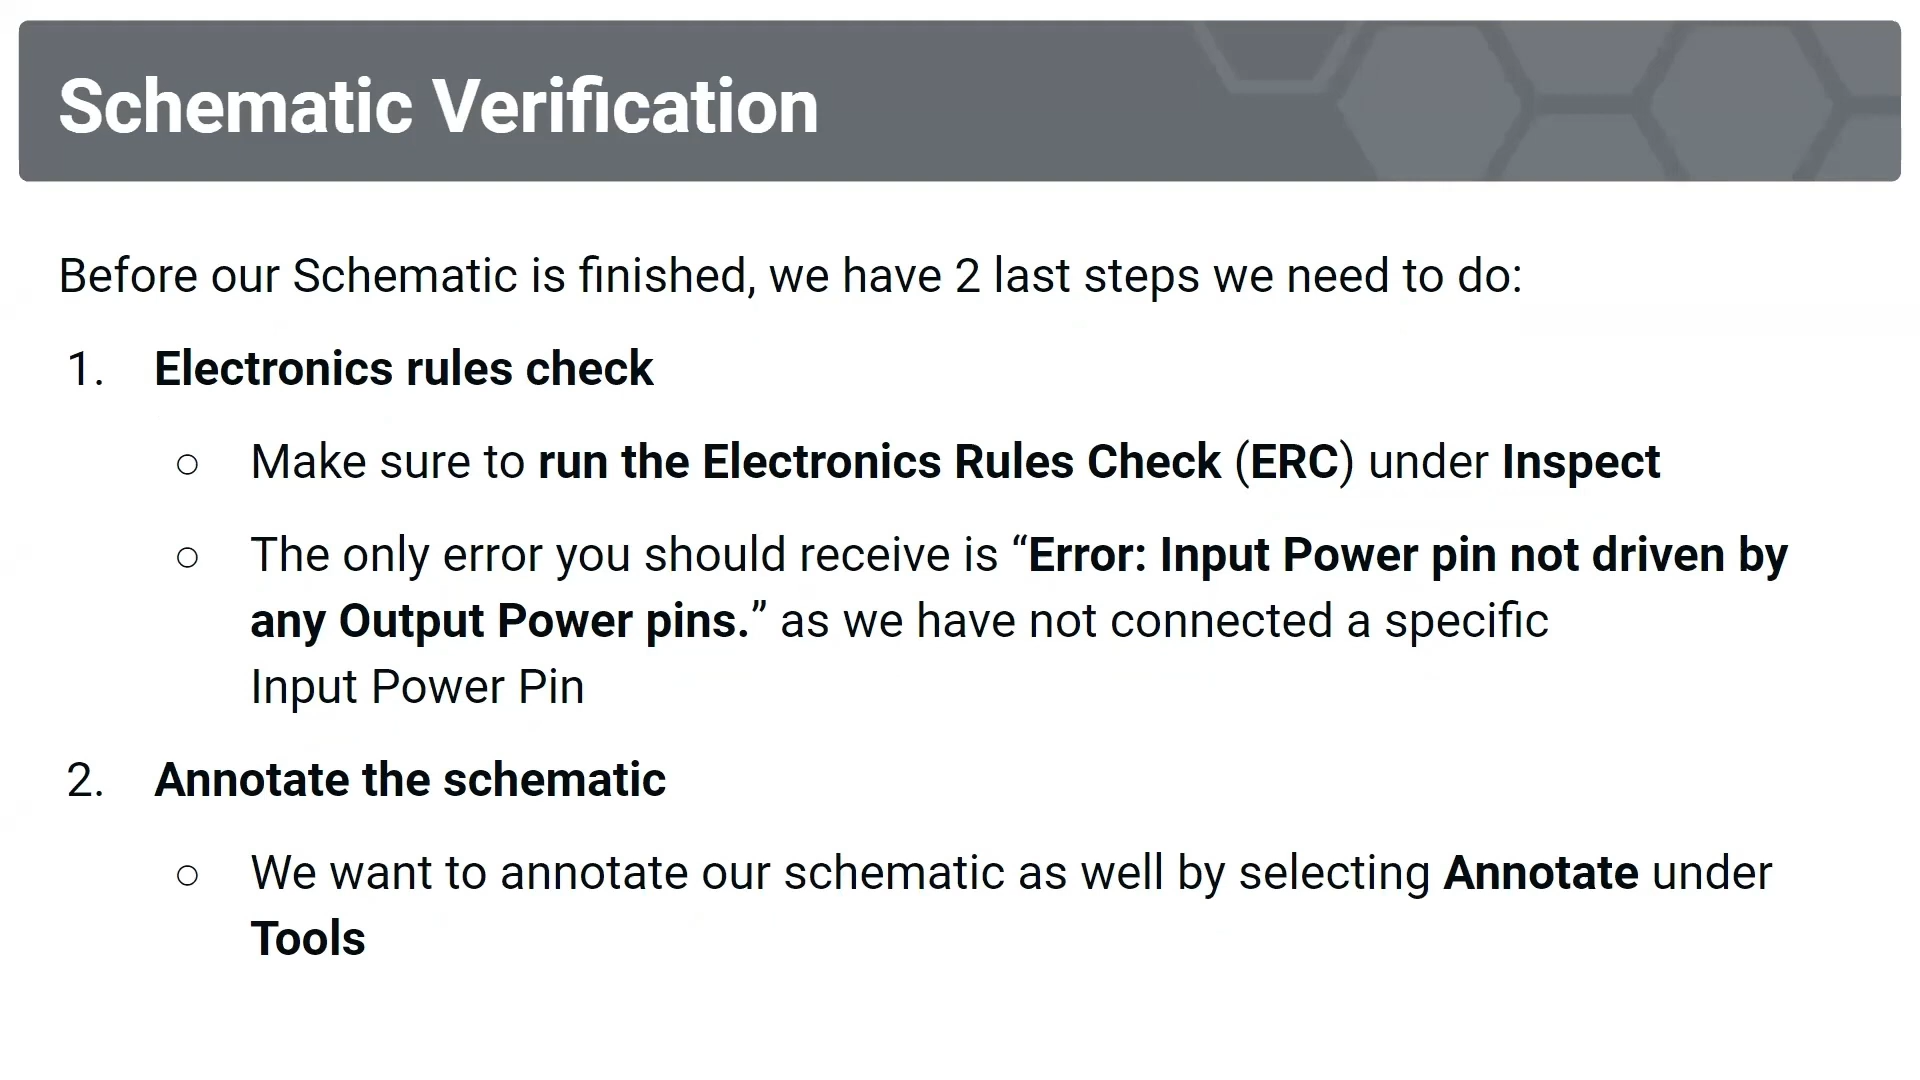 Schematic Verification
Before our Schematic is finished, we have 2 last steps we need to do:
1. Electronics rules check
○ Make sure to run the Electronics Rules Check (ERC) under Inspect
○ The only error you should receive is “Error: Input Power pin not driven by
any Output Power pins.” as we have not connected a specific
Input Power Pin
2. Annotate the schematic
○ We want to annotate our schematic as well by selecting Annotate under
Tools